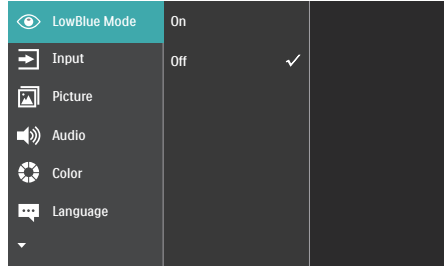 LowBlue Mode
On
Input
Off
Picture
Audio
Color
Language